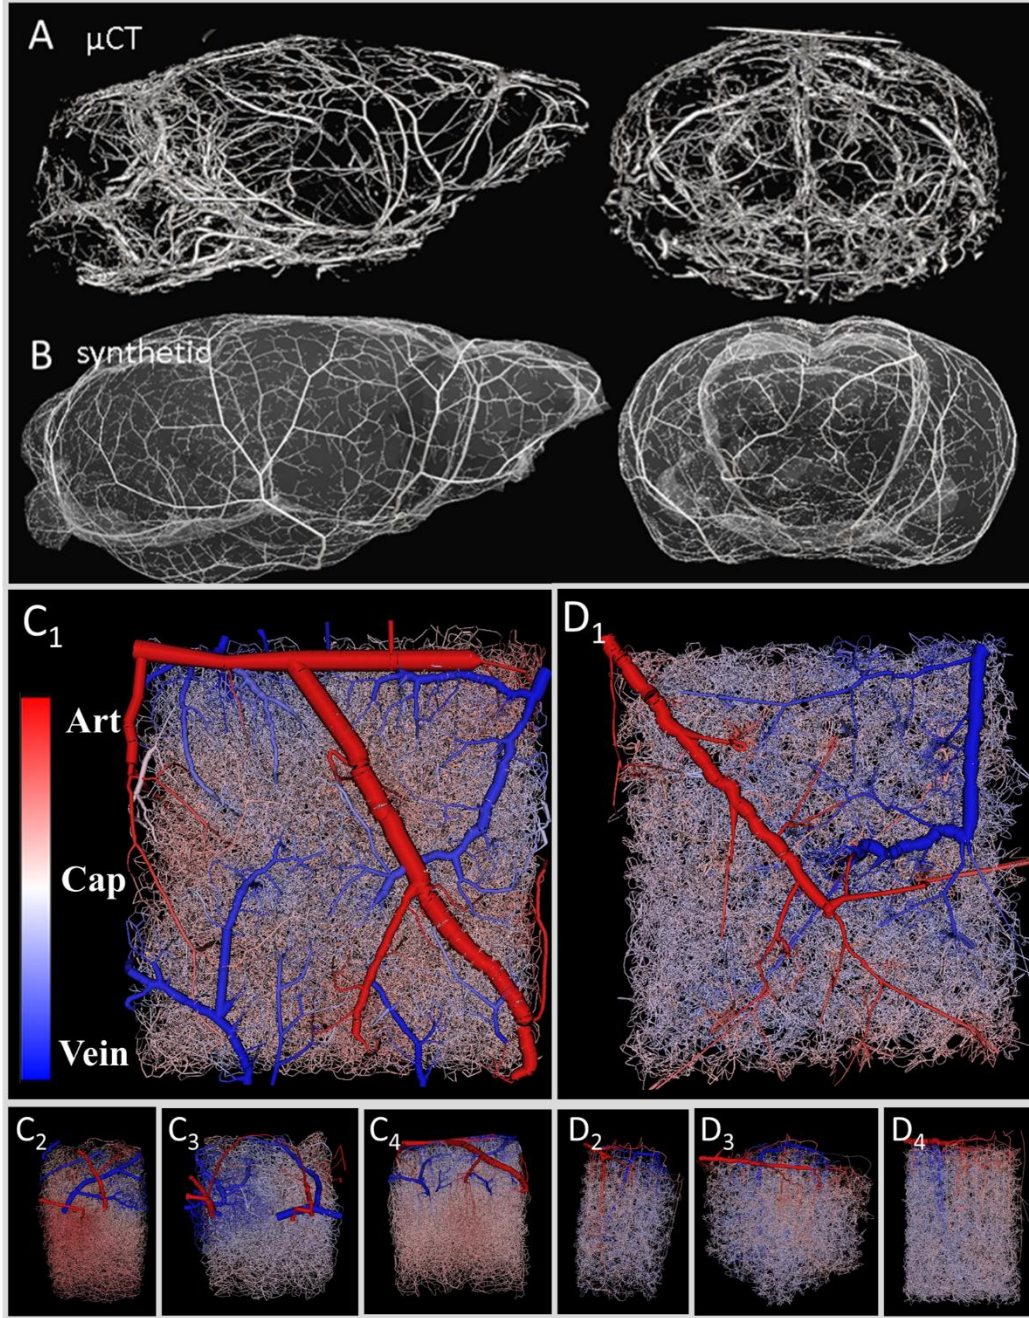 A μCT
B synthetic
C1
D1
Art
Cap
Vein
C2
C3
C4
D2
D3
D4